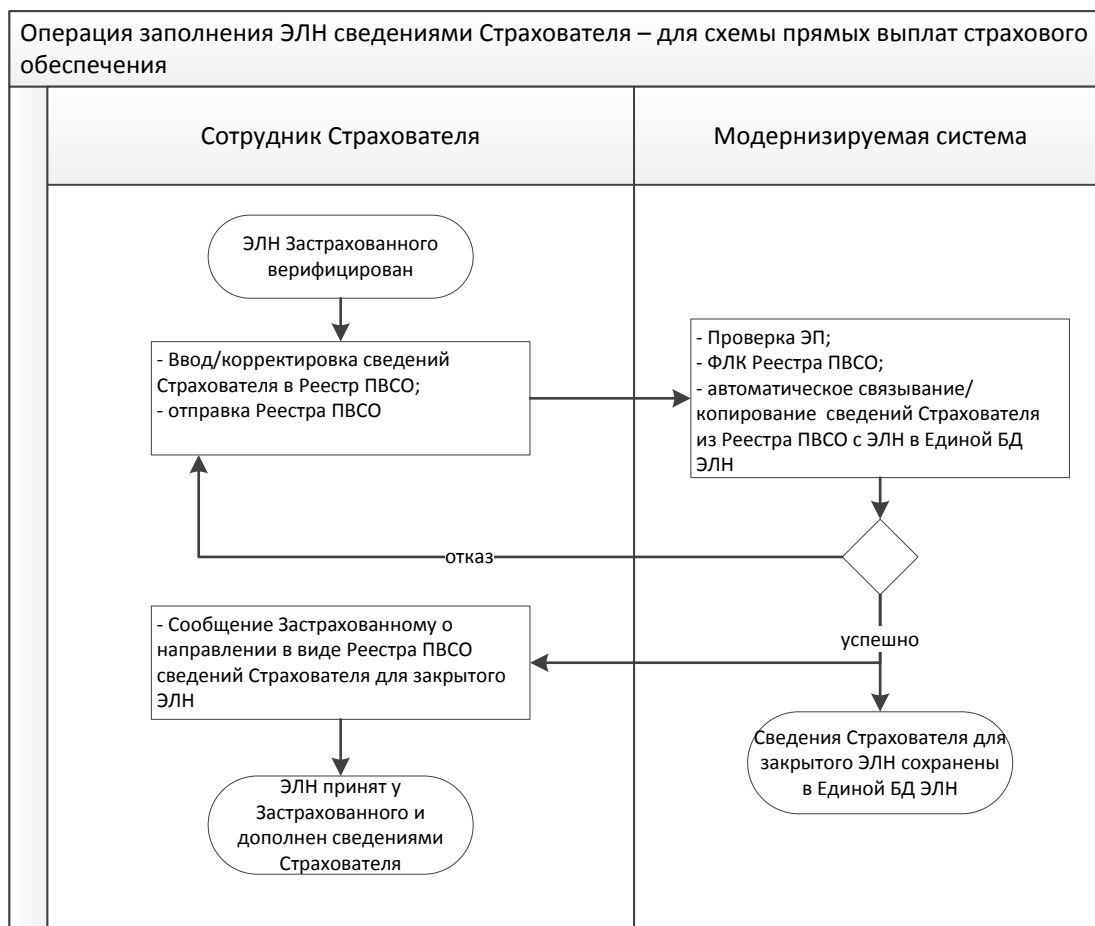 Операция заполнения ЭЛН сведениями Страхователя – для схемы прямых выплат страхового
обеспечения
Сотрудник Страхователя
Модернизируемая система
ЭЛН Застрахованного
верифицирован
- Ввод/корректировка сведений
Страхователя в Реестр ПВСО;
- отправка Реестра ПВСО
- Проверка ЭП;
- ФЛК Реестра ПВСО;
- автоматическое связывание/
копирование сведений Страхователя
из Реестра ПВСО с ЭЛН в Единой БД
ЭЛН
отказ
успешно
- Сообщение Застрахованному о
направлении в виде Реестра ПВСО
сведений Страхователя для закрытого
ЭЛН
Сведения Страхователя для
закрытого ЭЛН сохранены
в Единой БД ЭЛН
ЭЛН принят у
Застрахованного и
дополнен сведениями
Страхователя